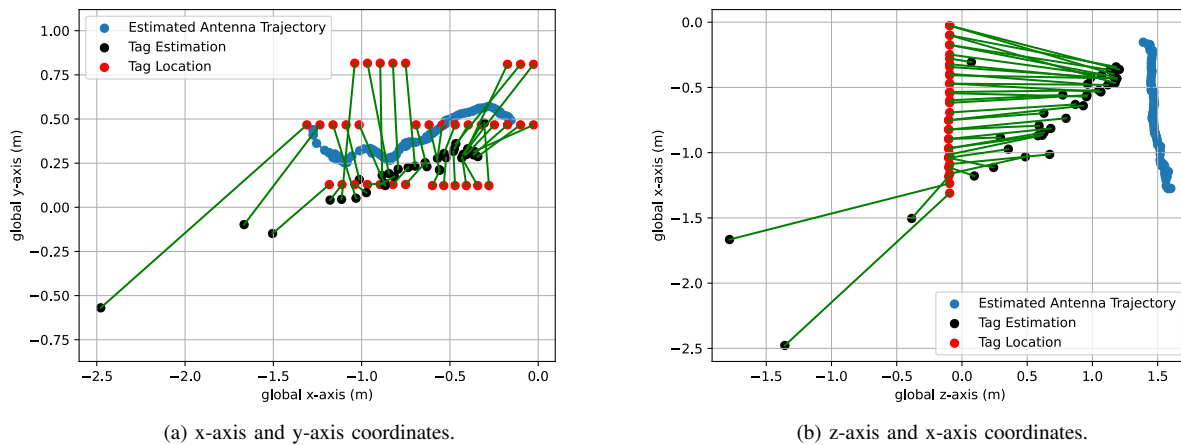 1.00
0.75
0.50
0.25
0.00
−0.25
−0.50
−0.75
global y-axis (m)
Estimated Antenna Trajectory
Tag Estimation
Tag Location
−2.5 −2.0 −1.5 −1.0 −0.5 0.0
global x-axis (m)
(a) x-axis and y-axis coordinates.
0.0
−0.5
−1.0
−1.5
−2.0
−2.5
global x-axis (m)
Estimated Antenna Trajectory
Tag Estimation
Tag Location
−1.5 −1.0 −0.5 0.0 0.5 1.0 1.5
global z-axis (m)
(b) z-axis and x-axis coordinates.